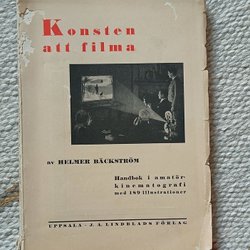 Konsten
att filma
av HELMER BÄCKSTRÖM
Handbok i amatör-
kinematografi
med 189 illustrationer
UPPSALA - J. A. LINDBLADS FÖRLAG